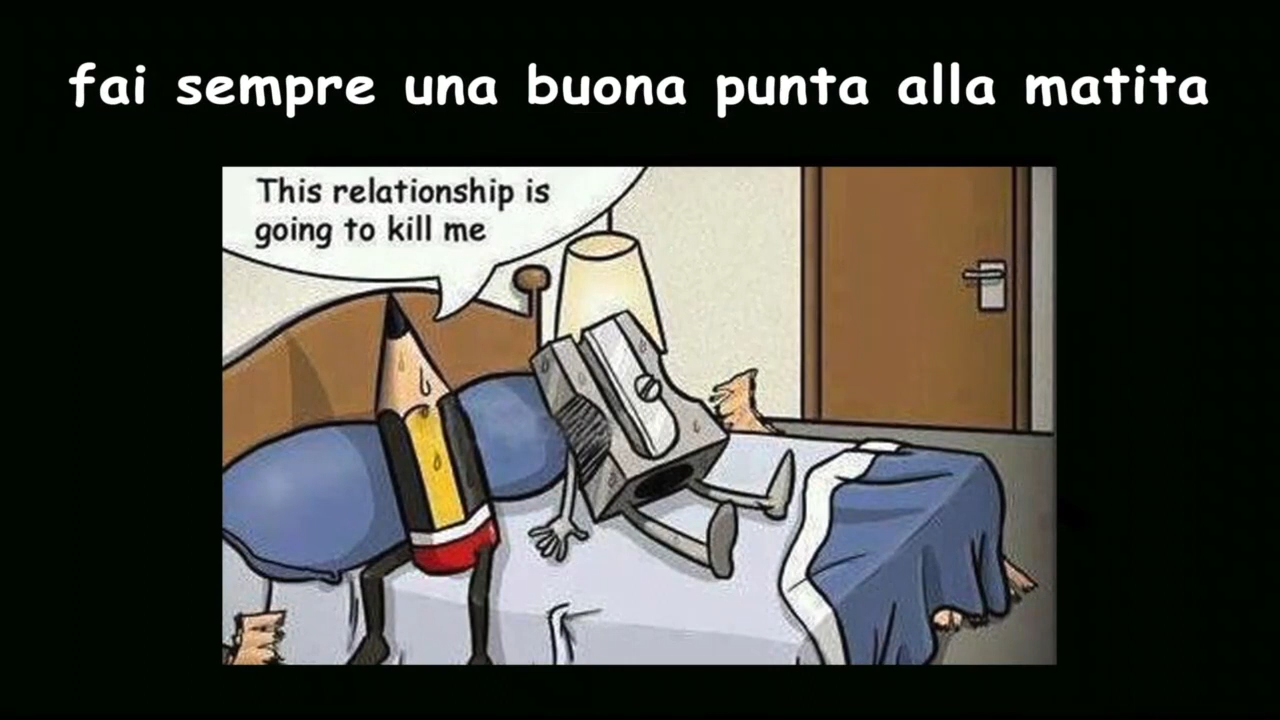 fai sempre una buona punta alla matita
This relationship is
going to kill me